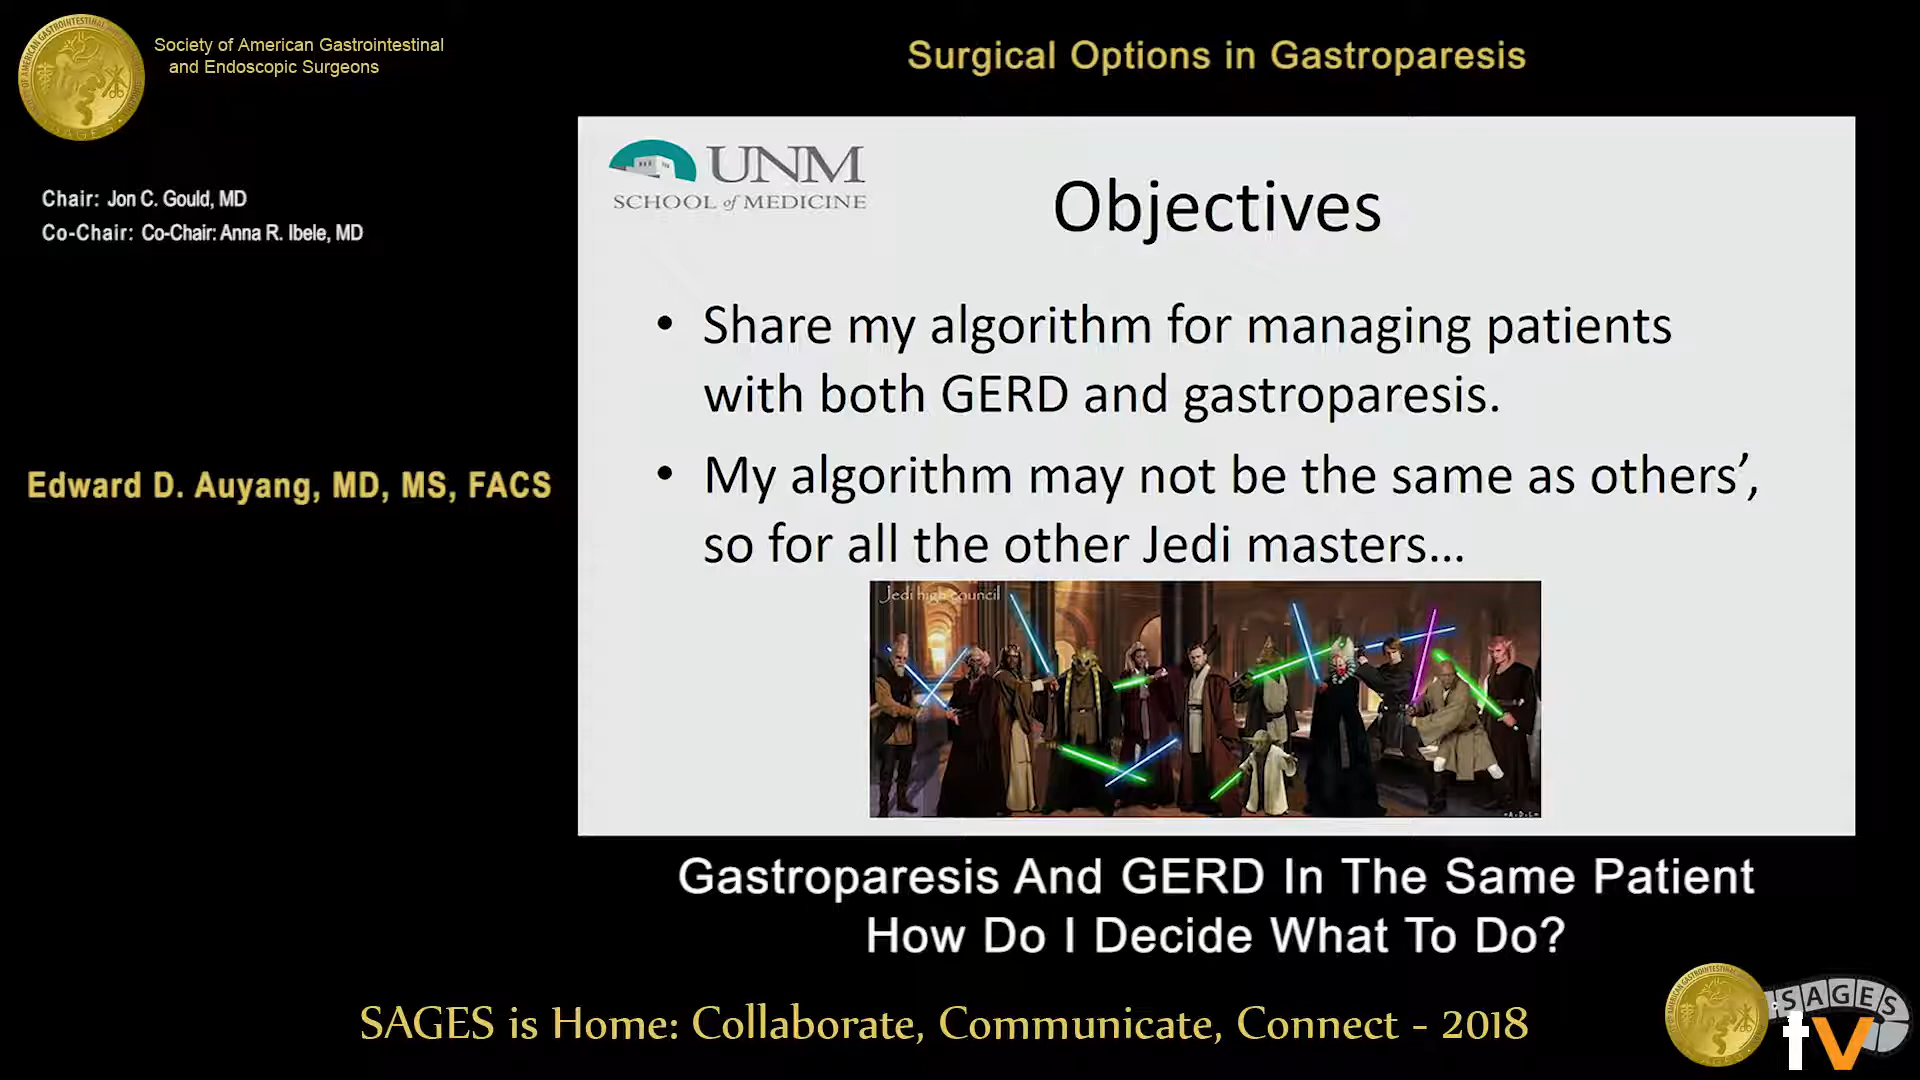 Society of American Gastrointestinal
and Endoscopic Surgeons
Surgical Options in Gastroparesis
Chair: Jon C. Gould, MD
Co-Chair: Co-Chair: Anna R. Ibele, MD
Edward D. Auyang, MD, MS, FACS
UNM
SCHOOL of MEDICINE
Objectives
• Share my algorithm for managing patients
with both GERD and gastroparesis.
• My algorithm may not be the same as others’,
so for all the other Jedi masters...
Jedi high council
-A.D.L-
Gastroparesis And GERD In The Same Patient
How Do I Decide What To Do?
SAGES is Home: Collaborate, Communicate, Connect - 2018
SAGES
tv